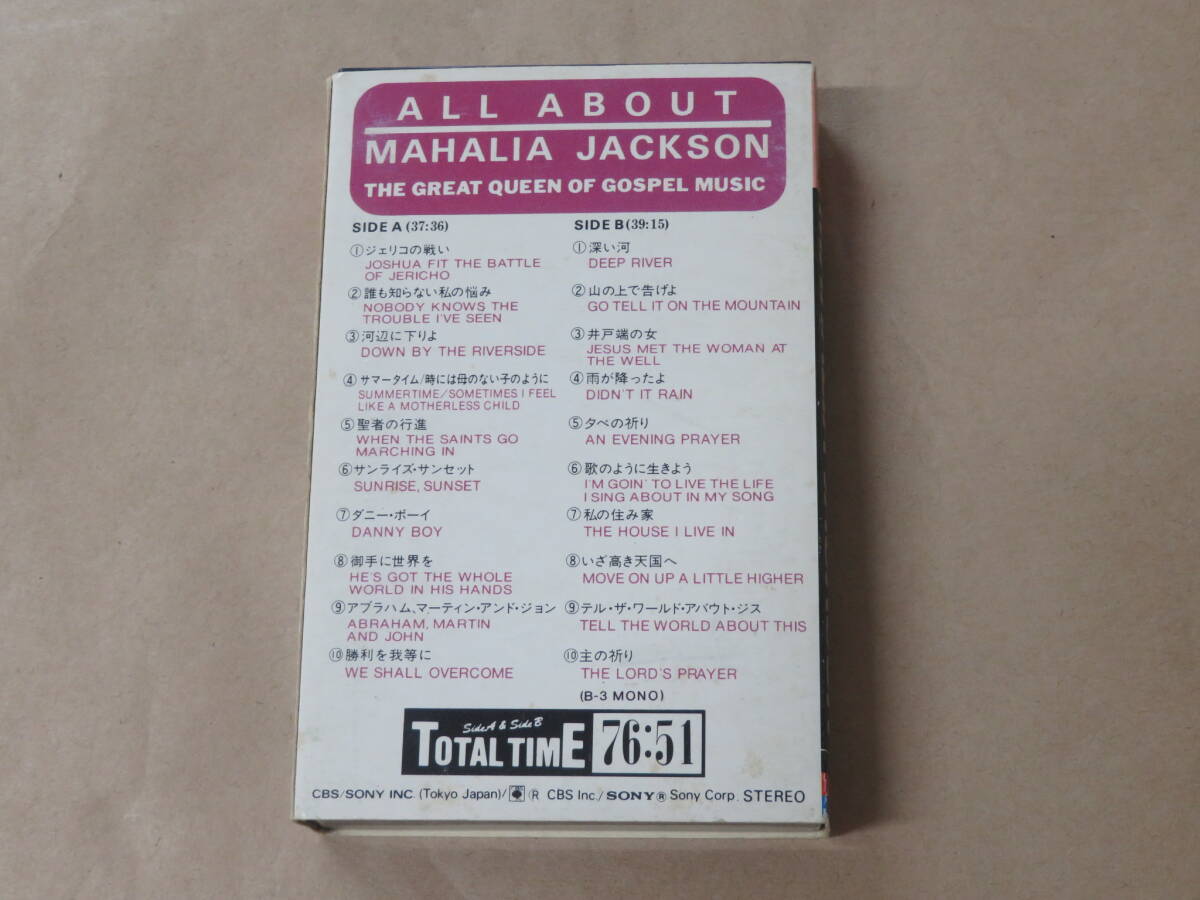 ALL ABOUT
MAHALIA JACKSON
THE GREAT QUEEN OF GOSPEL MUSIC
SIDE A (37:36)
①ジェリコの戦い
JOSHUA FIT THE BATTLE
OF JERICHO
②誰も知らない私の悩み
NOBODY KNOWS THE
TROUBLE I'VE SEEN
③河辺に下りよ
DOWN BY THE RIVERSIDE
④サマータイム/時には母のない子のように
SUMMERTIME/SOMETIMES I FEEL
LIKE A MOTHERLESS CHILD
⑤聖者の行進
WHEN THE SAINTS GO
MARCHING IN
⑥サンライズ・サンセット
SUNRISE, SUNSET
⑦ダニー・ボーイ
DANNY BOY
⑧御手に世界を
HE'S GOT THE WHOLE
WORLD IN HIS HANDS
⑨アブラハム、マーティン・アンド・ジョン
ABRAHAM, MARTIN
AND JOHN
⑩勝利を我等に
WE SHALL OVERCOME
SIDE B (39:15)
①深い河
DEEP RIVER
②山の上で告げよ
GO TELL IT ON THE MOUNTAIN
③井戸端の女
JESUS MET THE WOMAN AT
THE WELL
④雨が降ったよ
DIDN'T IT RAIN
⑤夕べの祈り
AN EVENING PRAYER
⑥歌のように生きよう
I'M GOIN' TO LIVE THE LIFE
I SING ABOUT IN MY SONG
⑦私の住み家
THE HOUSE I LIVE IN
⑧いざ高き天国へ
MOVE ON UP A LITTLE HIGHER
⑨テル・ザ・ワールド・アバウト・ジス
TELL THE WORLD ABOUT THIS
⑩主の祈り
THE LORD'S PRAYER
(B-3 MONO)
Side A & Side B
TOTAL TIME 76:51
CBS/SONY INC. (Tokyo Japan)/ ® CBS Inc./SONY® Sony Corp. STEREO